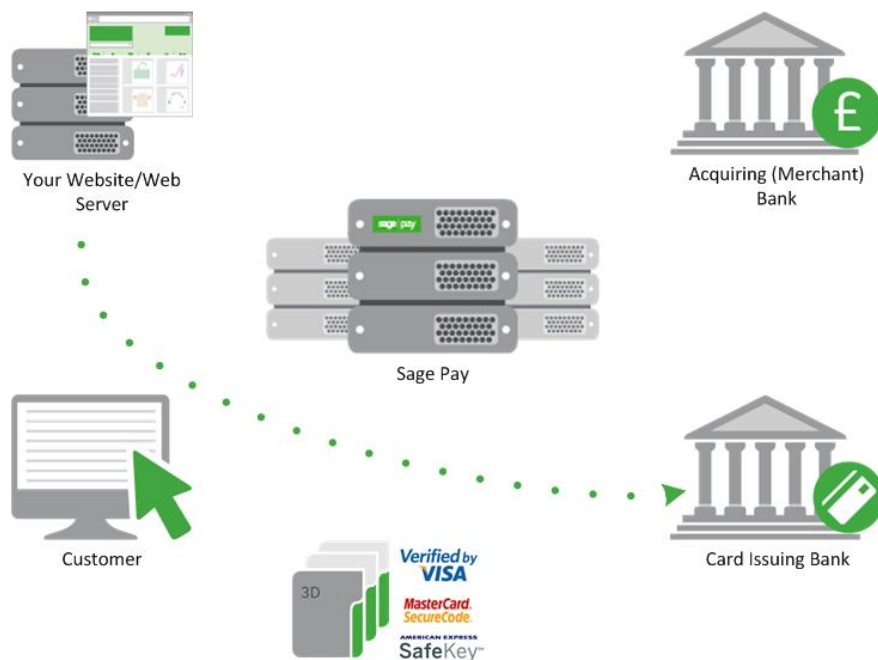 Your Website/Web
Server
Acquiring (Merchant)
Bank
£
sage pay
Sage Pay
Customer
Card Issuing Bank
3D
Verified by
VISA
MasterCard.
SecureCode.
AMERICAN EXPRESS
SafeKey™